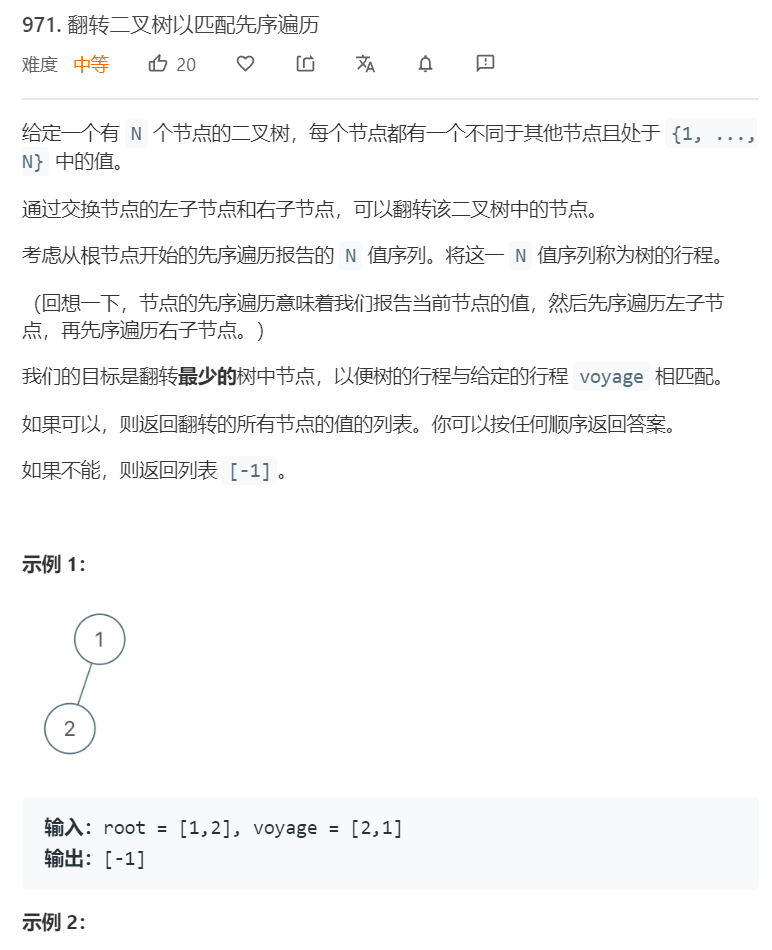 971. 翻转二叉树以匹配先序遍历
难度 中等 20
给定一个有 N 个节点的二叉树，每个节点都有一个不同于其他节点且处于 {1, ...,
N} 中的值。
通过交换节点的左子节点和右子节点，可以翻转该二叉树中的节点。
考虑从根节点开始的先序遍历报告的 N 值序列。将这一 N 值序列称为树的行程。
（回想一下，节点的先序遍历意味着我们报告当前节点的值，然后先序遍历左子节
点，再先序遍历右子节点。）
我们的目标是翻转最少的树中节点，以便树的行程与给定的行程 voyage 相匹配。
如果可以，则返回翻转的所有节点的值的列表。你可以按任何顺序返回答案。
如果不能，则返回列表 [-1]。
示例 1：
1
2
输入：root = [1,2], voyage = [2,1]
输出：[-1]
示例 2：